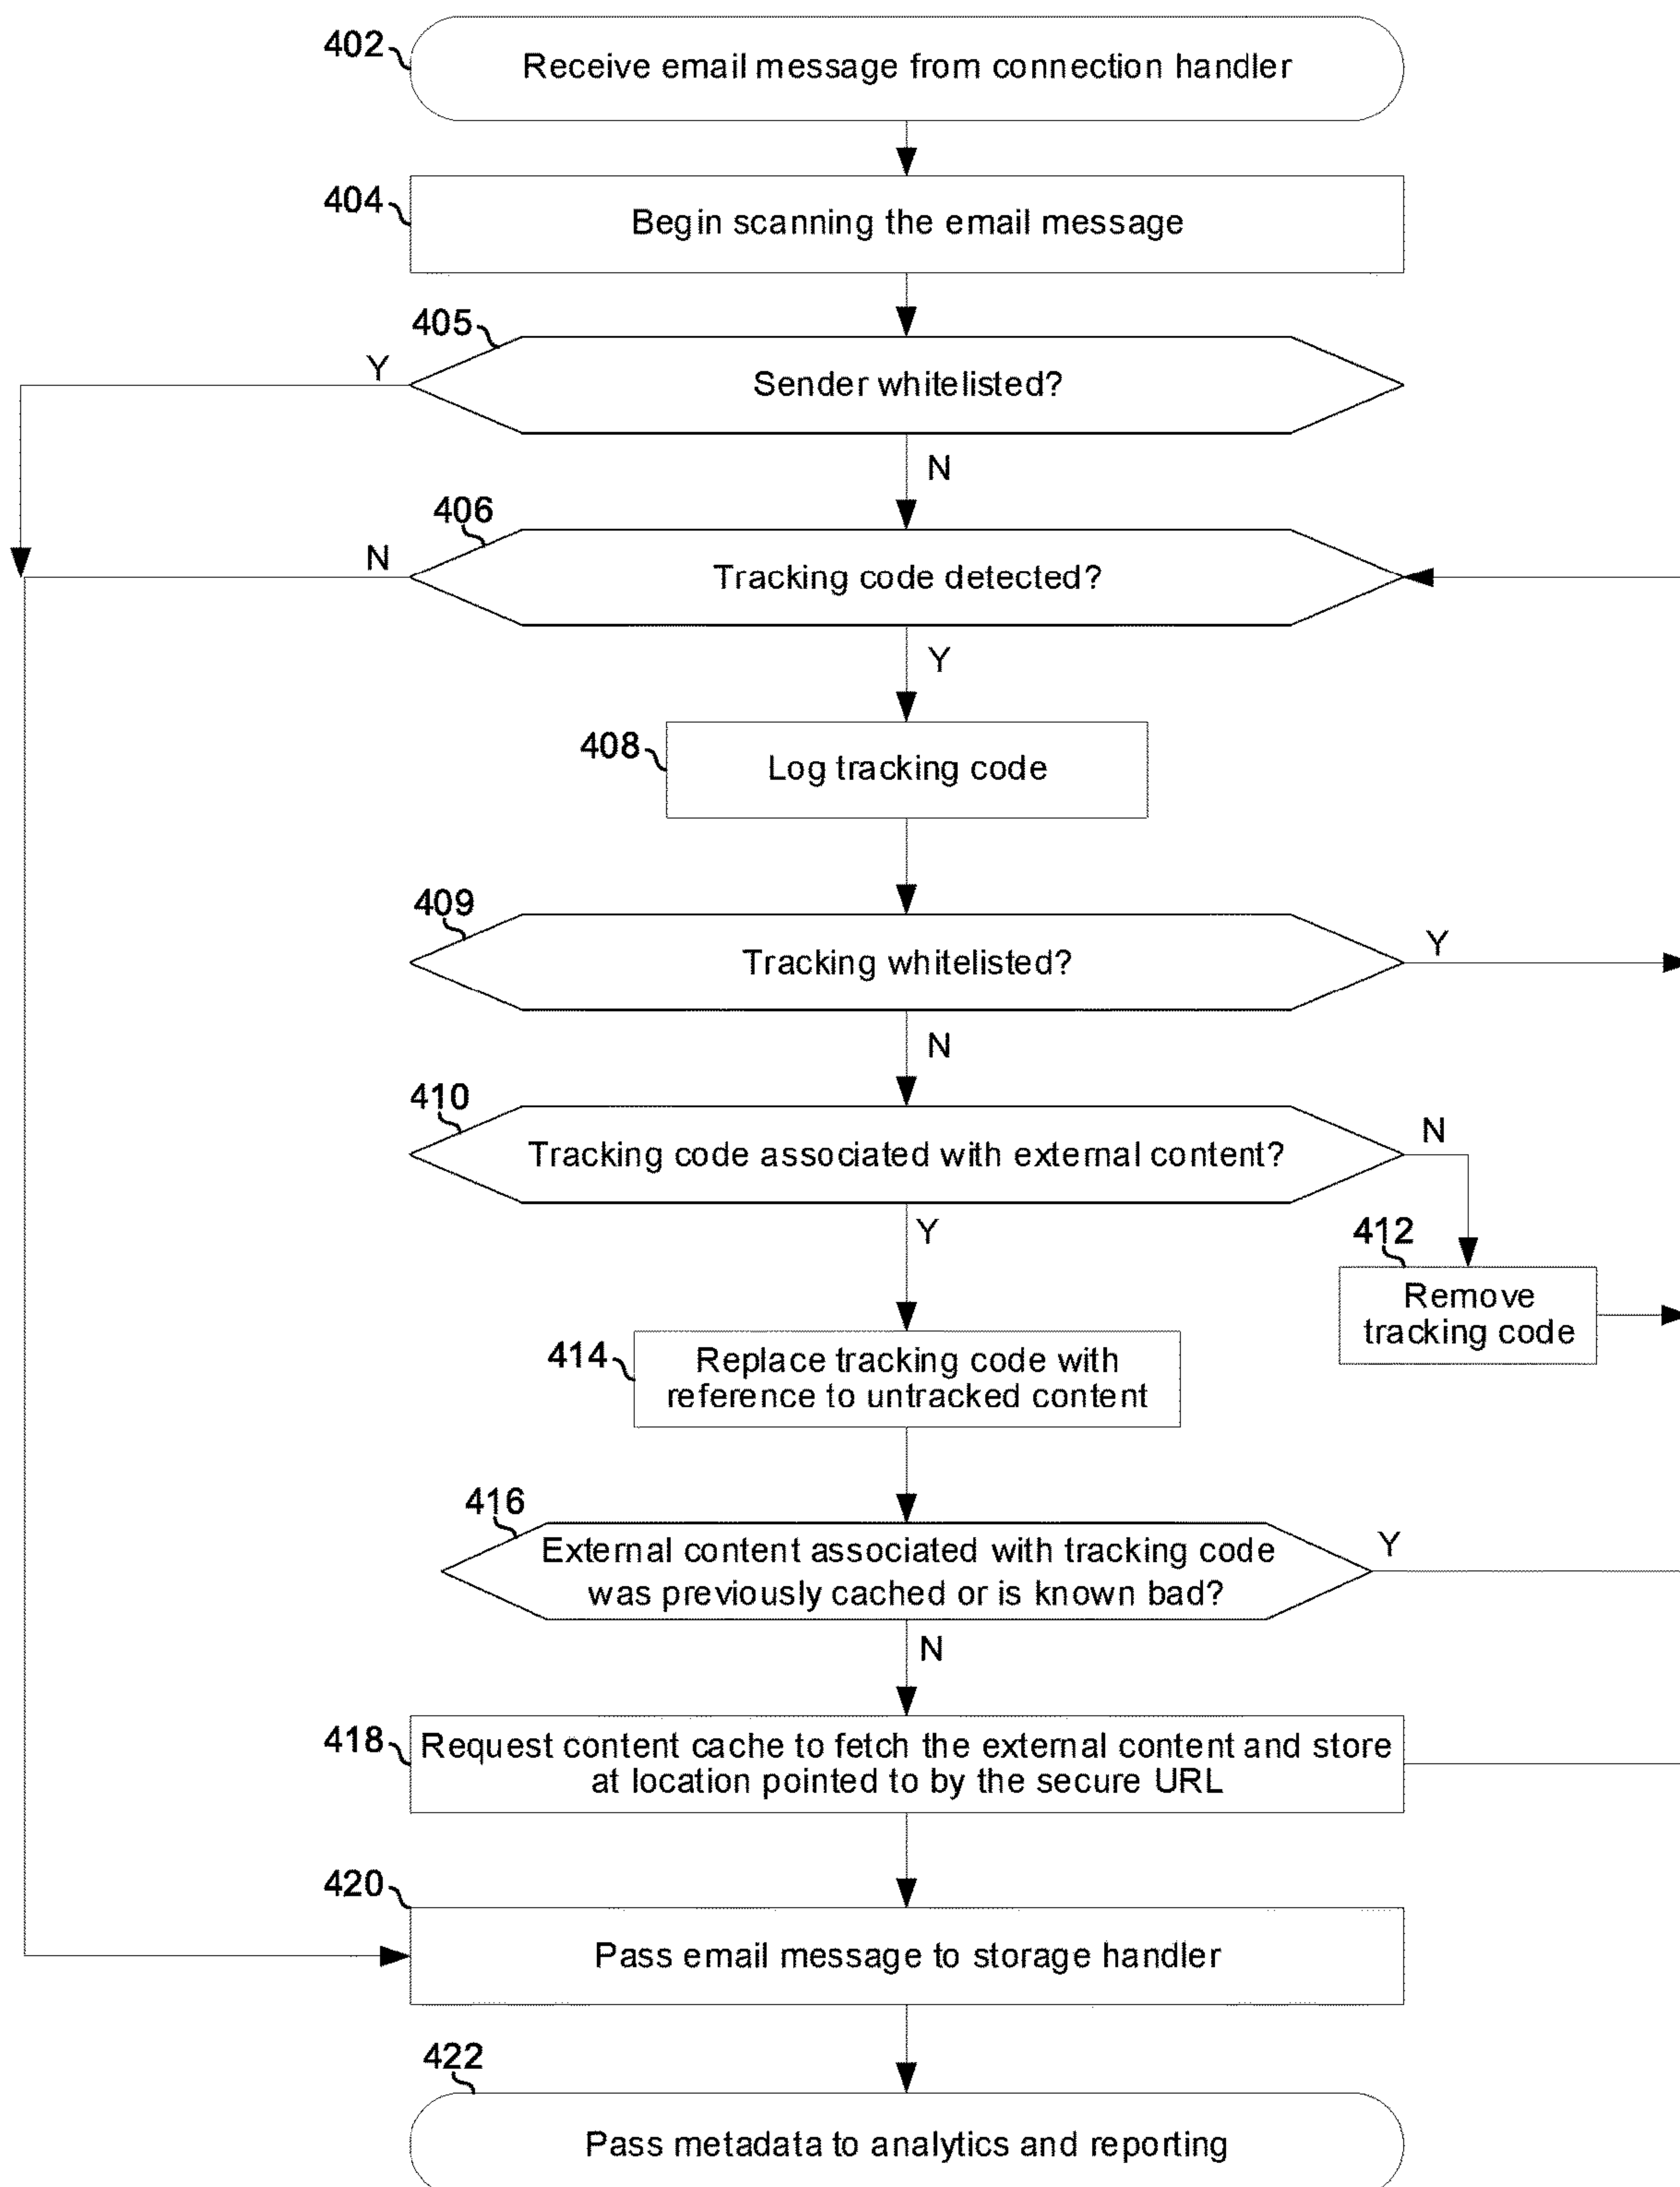 402
Receive email message from connection handler
404
Begin scanning the email message
405
Y
Sender whitelisted?
N
406
N
Tracking code detected?
Y
408
Log tracking code
409
Y
Tracking whitelisted?
N
410
N
Tracking code associated with external content?
Y
412
Remove
tracking code
414
Replace tracking code with
reference to untracked content
416
Y
External content associated with tracking code
was previously cached or is known bad?
N
418
Request content cache to fetch the external content and store
at location pointed to by the secure URL
420
Pass email message to storage handler
422
Pass metadata to analytics and reporting